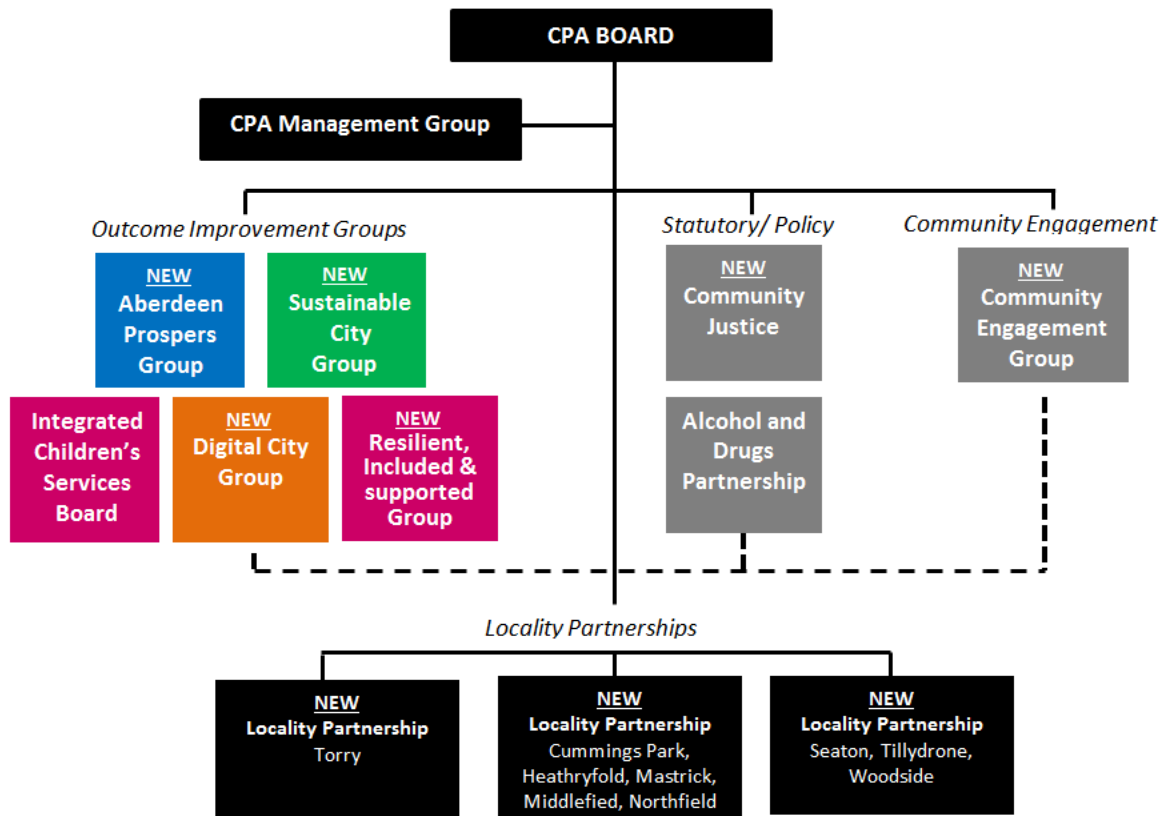 CPA BOARD
CPA Management Group
Outcome Improvement Groups
Statutory/ Policy
Community Engagement
NEW
Aberdeen
Prospers
Group
NEW
Sustainable
City
Group
NEW
Community
Justice
NEW
Community
Engagement
Group
Integrated
Children’s
Services
Board
NEW
Digital City
Group
NEW
Resilient,
Included &
supported
Group
Alcohol and
Drugs
Partnership
Locality Partnerships
NEW
Locality Partnership
Torry
NEW
Locality Partnership
Cummings Park,
Heathryfold, Mastrick,
Middlefied, Northfield
NEW
Locality Partnership
Seaton, Tillydrone,
Woodside